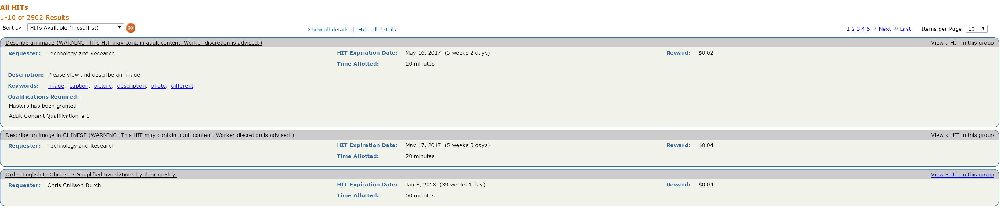 All HITs
1-10 of 2962 Results
Sort by: HITs Available (most first) GO! Show all details | Hide all details 1 2 3 4 5 › Next » Last Items per Page: 10
Describe an image (WARNING: This HIT may contain adult content. Worker discretion is advised.) View a HIT in this group
Requester: Technology and Research HIT Expiration Date: May 16, 2017 (5 weeks 2 days) Reward: $0.02
Time Allotted: 20 minutes
Description: Please view and describe an image
Keywords: image, caption, picture, description, photo, different
Qualifications Required:
Masters has been granted
Adult Content Qualification is 1
Describe an image in CHINESE (WARNING: This HIT may contain adult content. Worker discretion is advised.) View a HIT in this group
Requester: Technology and Research HIT Expiration Date: May 17, 2017 (5 weeks 3 days) Reward: $0.04
Time Allotted: 20 minutes
Order English to Chinese - Simplified translations by their quality. View a HIT in this group
Requester: Chris Callison-Burch HIT Expiration Date: Jan 8, 2018 (39 weeks 1 day) Reward: $0.04
Time Allotted: 60 minutes